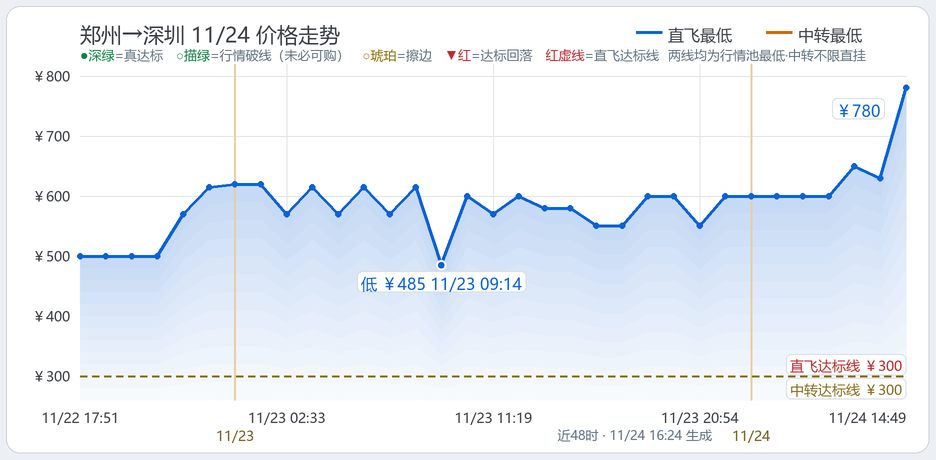 郑州→深圳 11/24 价格走势
直飞最低 中转最低
●深绿=真达标 ○描绿=行情破线（未必可购） ○琥珀=擦边 ▼红=达标回落 红虚线=直飞达标线 两线均为行情池最低·中转不限直挂
￥800
￥780
￥700
￥600
￥500
低 ￥485 11/23 09:14
￥400
直飞达标线 ￥300
￥300
中转达标线 ￥300
11/22 17:51 11/23 02:33 11/23 11:19 11/23 20:54 11/24 14:49
11/23 近48时 · 11/24 16:24 生成 11/24